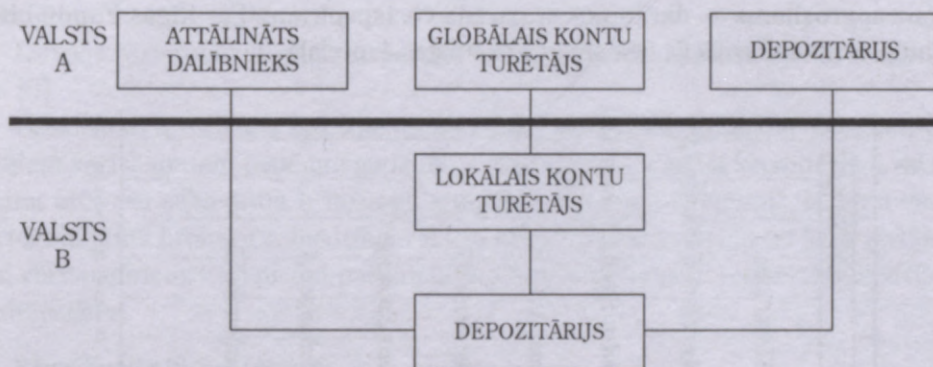 VALSTS
A
ATTĀLINĀTS
DALĪBNIEKS
GLOBĀLAIS KONTU
TURĒTĀJS
DEPOZITĀRIJS
LOKĀLAIS KONTU
TURĒTĀJS
VALSTS
B
DEPOZITĀRIJS